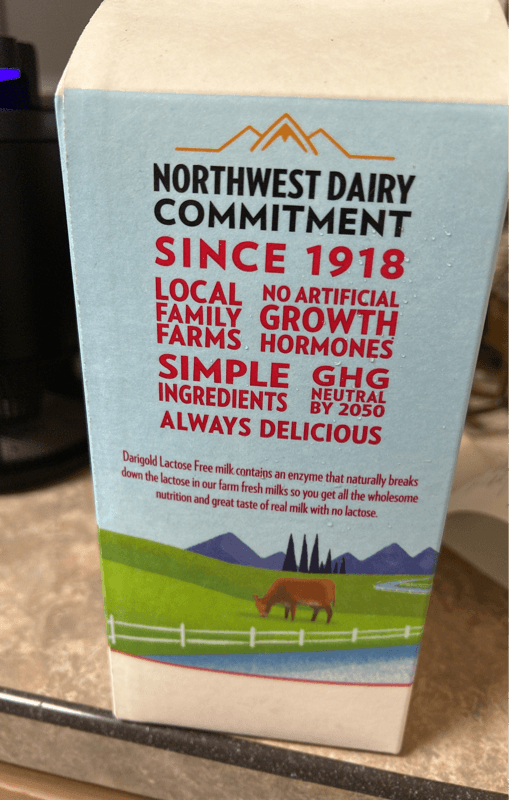 NORTHWEST DAIRY
COMMITMENT
SINCE 1918
LOCAL
FAMILY
FARMS
NO ARTIFICIAL
GROWTH
HORMONES
SIMPLE
INGREDIENTS
GHG
NEUTRAL
BY 2050
ALWAYS DELICIOUS
Darigold Lactose Free milk contains an enzyme that naturally breaks
down the lactose in our farm fresh milks so you get all the wholesome
nutrition and great taste of real milk with no lactose.